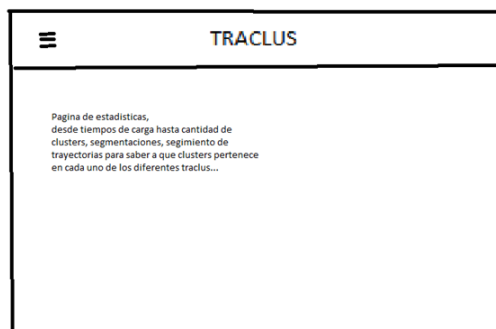 TRACLUS
Pagina de estadisticas,
desde tiempos de carga hasta cantidad de
clusters, segmentaciones, segimiento de
trayectorias para saber a que clusters pertenece
en cada uno de los diferentes traclus...